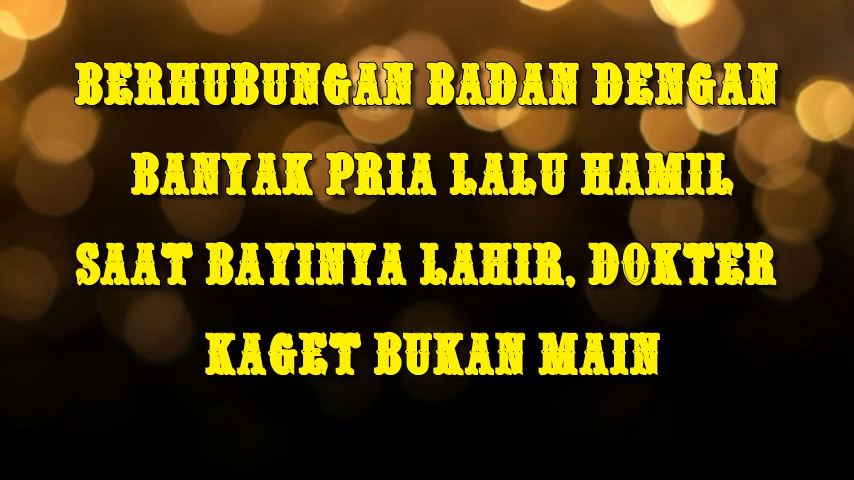 BERHUBUNGAN BADAN DENGAN
BANYAK PRIA LALU HAMIL
SAAT BAYINYA LAHIR, DOKTER
KAGET BUKAN MAIN